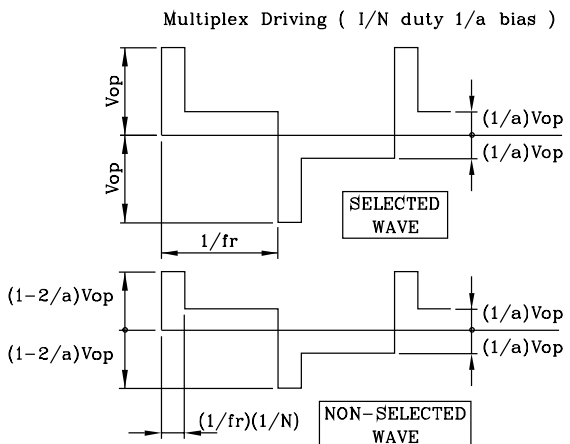 Multiplex Driving ( I/N duty 1/a bias )
Vop
Vop
(1/a)Vop
(1/a)Vop
SELECTED
WAVE
1/fr
(1-2/a)Vop
(1-2/a)Vop
(1/a)Vop
(1/a)Vop
(1/fr)(1/N)
NON-SELECTED
WAVE